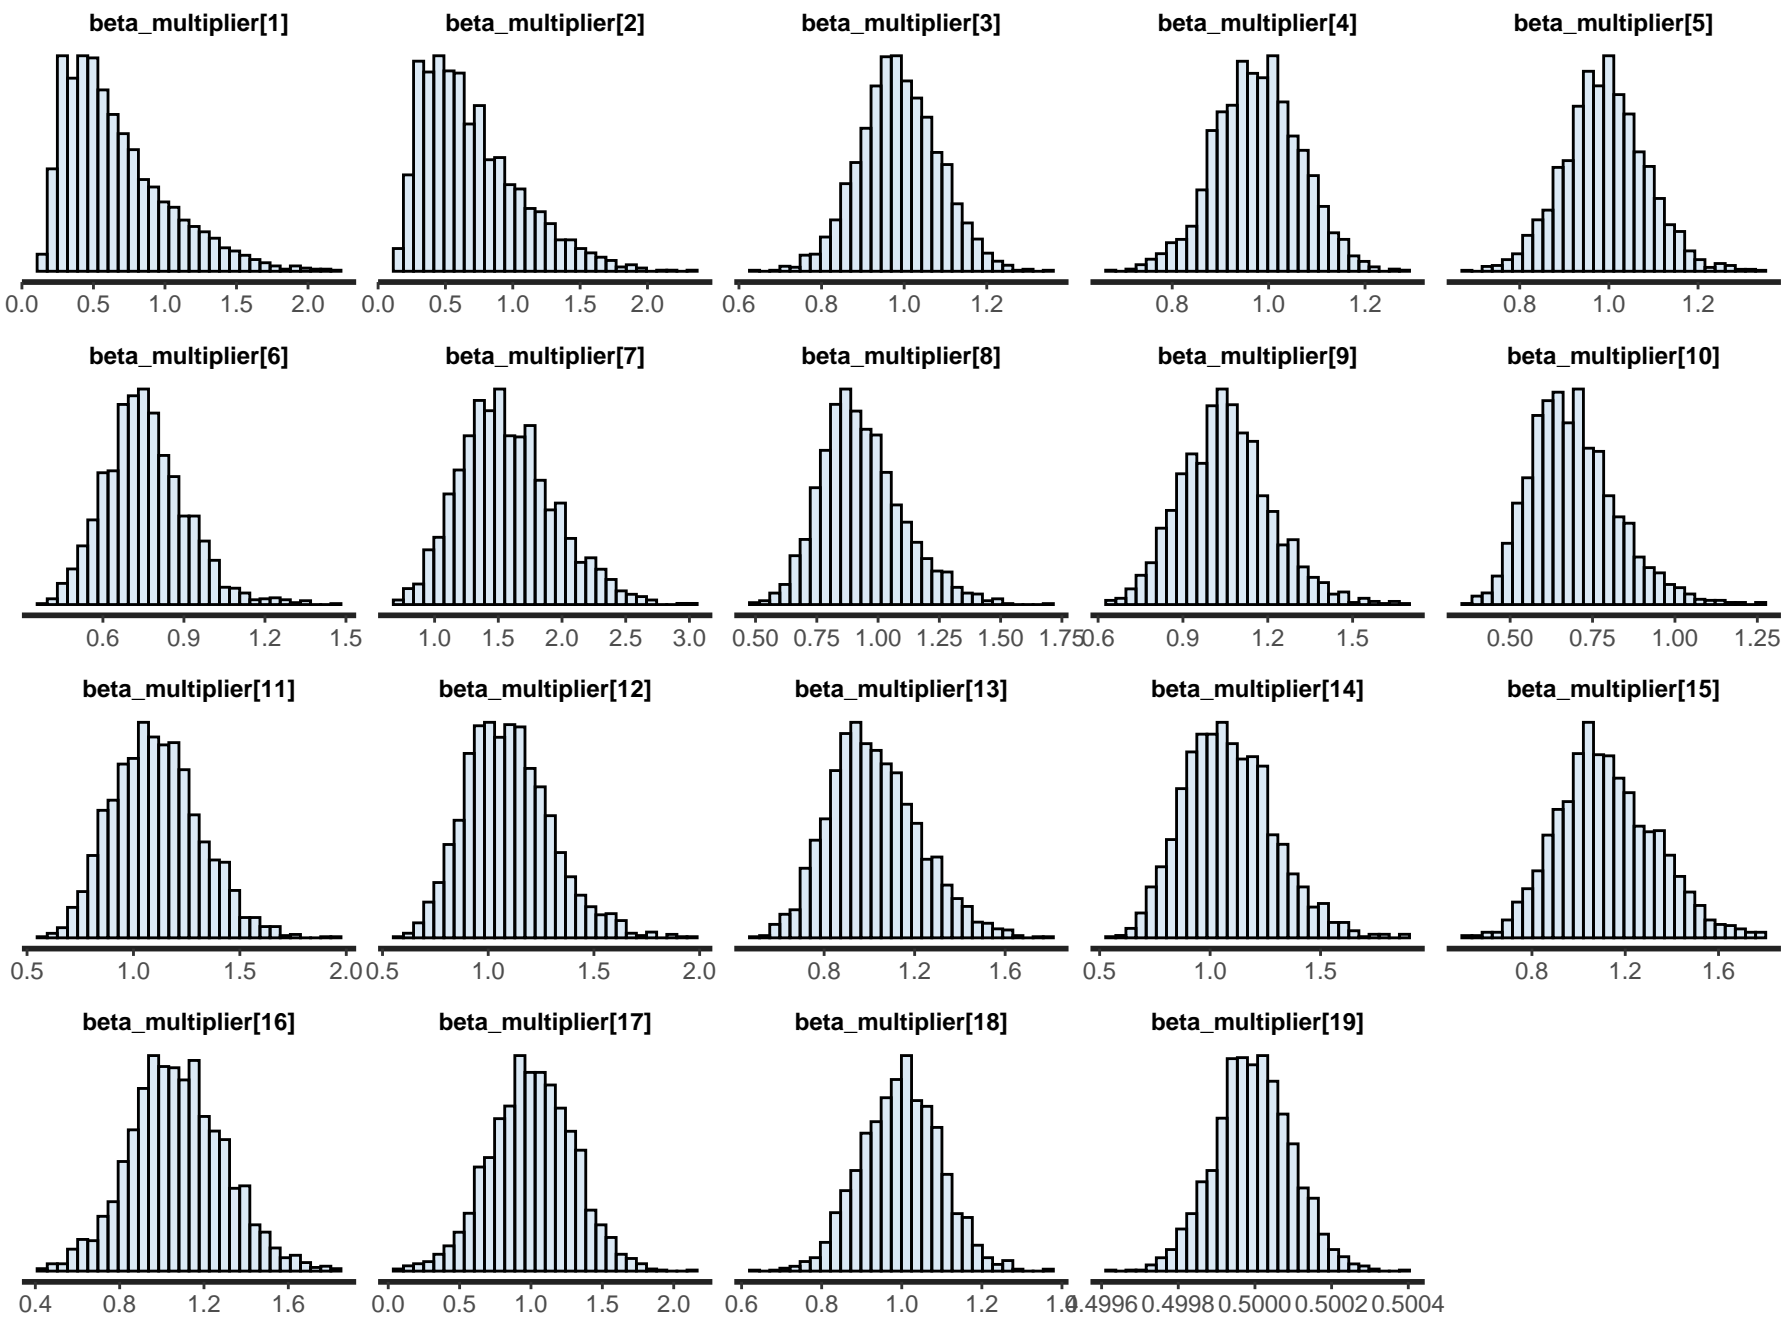 beta_multiplier[1] beta_multiplier[2] beta_multiplier[3] beta_multiplier[4] beta_multiplier[5]
0.0 0.5 1.0 1.5 2.0 0.0 0.5 1.0 1.5 2.0 0.6 0.8 1.0 1.2 0.8 1.0 1.2 0.8 1.0 1.2
beta_multiplier[6] beta_multiplier[7] beta_multiplier[8] beta_multiplier[9] beta_multiplier[10]
0.6 0.9 1.2 1.5 1.0 1.5 2.0 2.5 3.0 0.50 0.75 1.00 1.25 1.50 1.75 0.6 0.9 1.2 1.5 0.50 0.75 1.00 1.25
beta_multiplier[11] beta_multiplier[12] beta_multiplier[13] beta_multiplier[14] beta_multiplier[15]
0.5 1.0 1.5 2.0 0.5 1.0 1.5 2.0 0.8 1.2 1.6 0.5 1.0 1.5 0.8 1.2 1.6
beta_multiplier[16] beta_multiplier[17] beta_multiplier[18] beta_multiplier[19]
0.4 0.8 1.2 1.6 0.0 0.5 1.0 1.5 2.0 0.6 0.8 1.0 1.2 1.4 0.4996 0.4998 0.5000 0.5002 0.5004